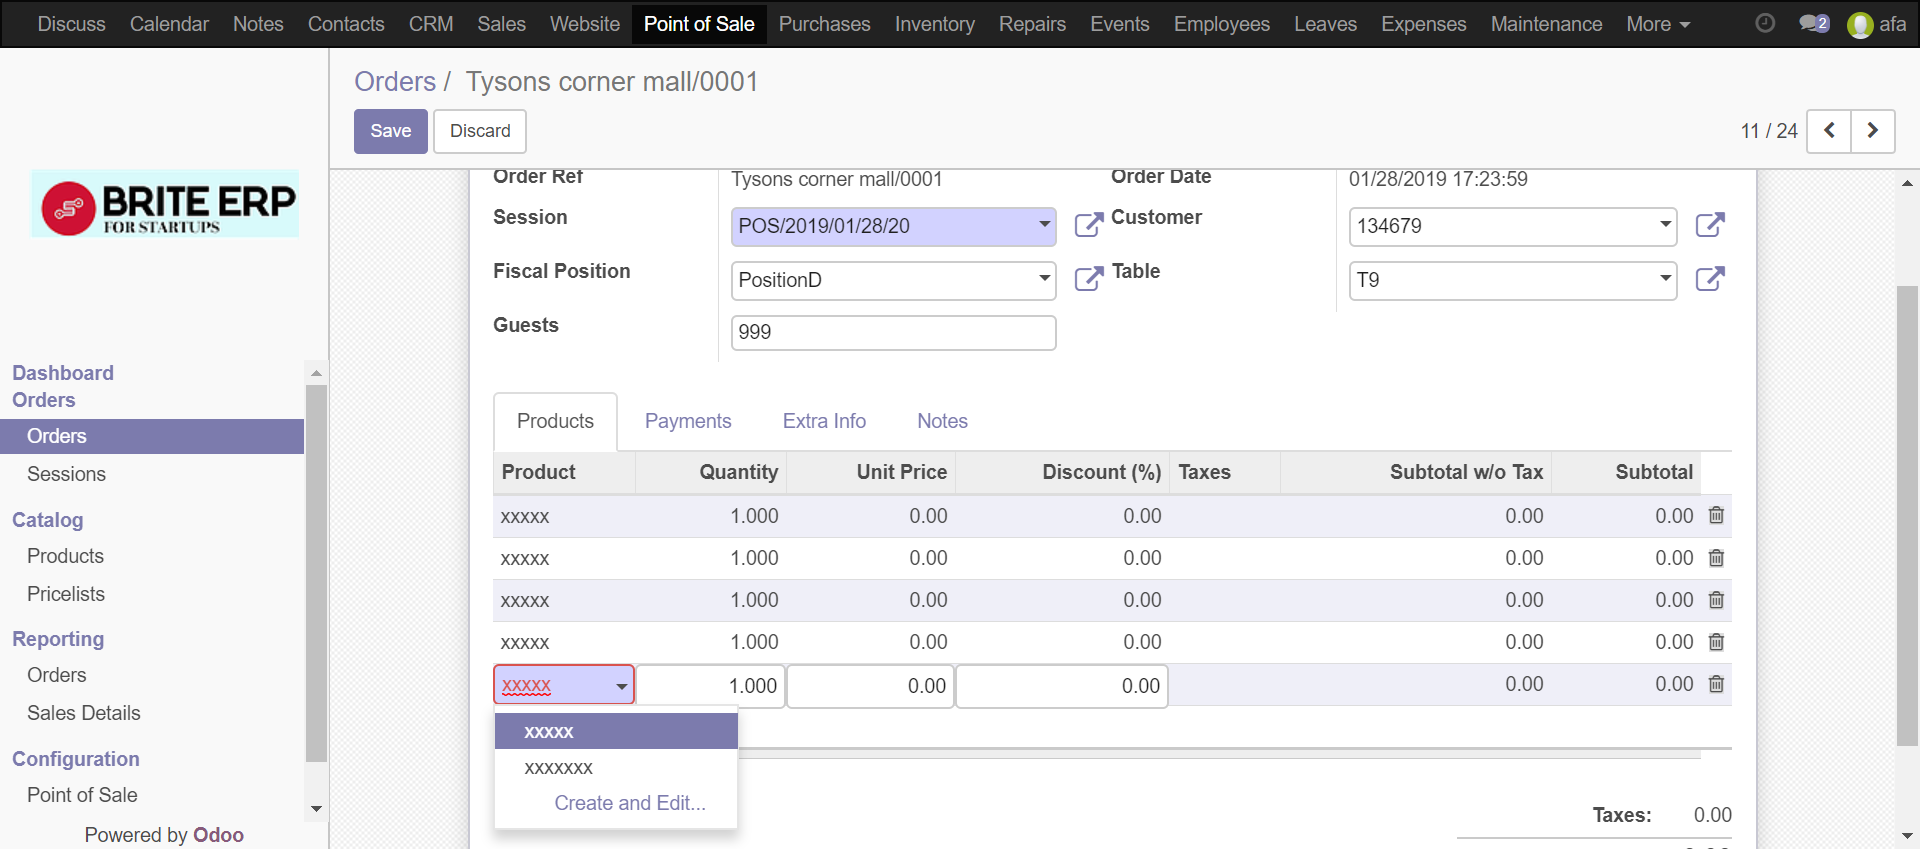 Discuss Calendar Notes Contacts CRM Sales Website Point of Sale Purchases Inventory Repairs Events Employees Leaves Expenses Maintenance More 2 afa
Orders / Tysons corner mall/0001
Save Discard 11 / 24
BRITE ERP
FOR STARTUPS
Dashboard
Orders
Orders
Sessions
Catalog
Products
Pricelists
Reporting
Orders
Sales Details
Configuration
Point of Sale
Powered by Odoo
Order Ref Tysons corner mall/0001 Order Date 01/28/2019 17:23:59
Session POS/2019/01/28/20 Customer 134679
Fiscal Position PositionD Table T9
Guests 999
Products Payments Extra Info Notes
Product Quantity Unit Price Discount (%) Taxes Subtotal w/o Tax Subtotal
xxxxx 1.000 0.00 0.00 0.00 0.00
xxxxx 1.000 0.00 0.00 0.00 0.00
xxxxx 1.000 0.00 0.00 0.00 0.00
xxxxx 1.000 0.00 0.00 0.00 0.00
xxxxx 1.000 0.00 0.00 0.00 0.00
xxxxx
xxxxxxx
Create and Edit...
Taxes: 0.00